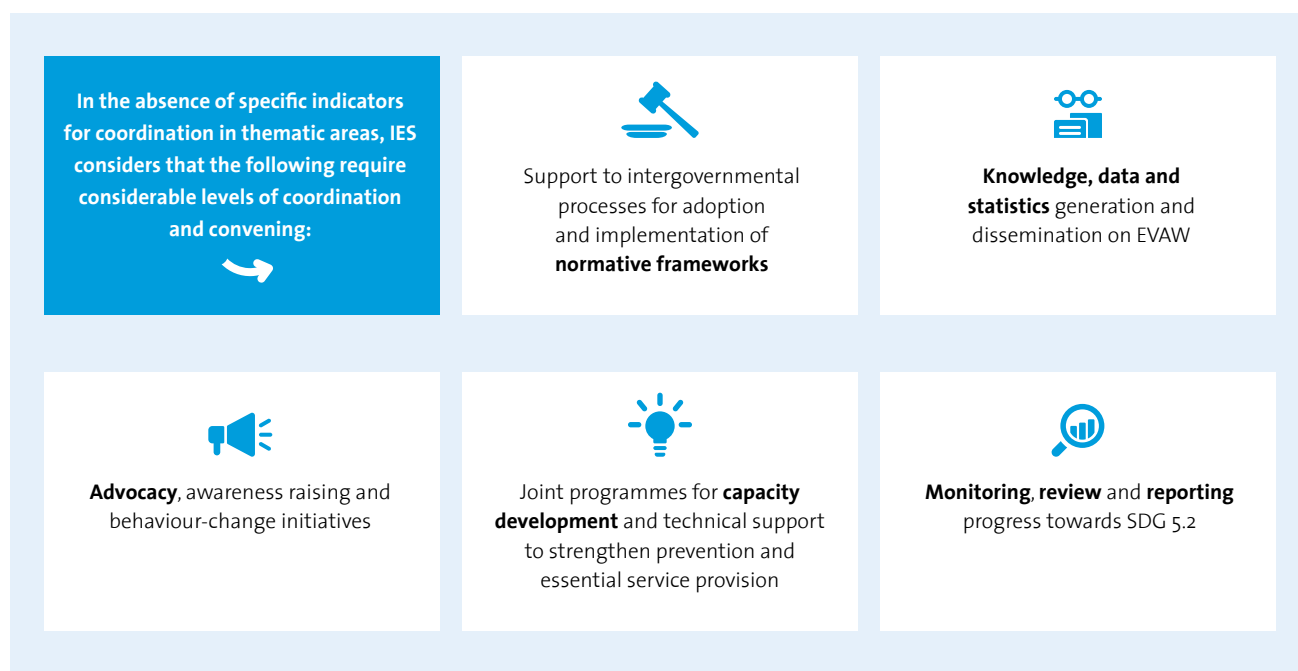 In the absence of specific indicators
for coordination in thematic areas, IES
considers that the following require
considerable levels of coordination
and convening:
Support to intergovernmental
processes for adoption
and implementation of
normative frameworks
Knowledge, data and
statistics generation and
dissemination on EVAW
Advocacy, awareness raising and
behaviour-change initiatives
Joint programmes for capacity
development and technical support
to strengthen prevention and
essential service provision
Monitoring, review and reporting
progress towards SDG 5.2